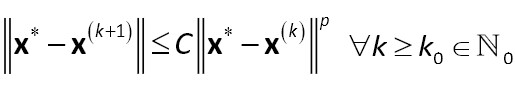 ‖𝐱* − 𝐱⁽ᵏ⁺¹⁾‖ ≤ C‖𝐱* − 𝐱⁽ᵏ⁾‖ᵖ ∀k ≥ k₀ ∈ ℕ₀